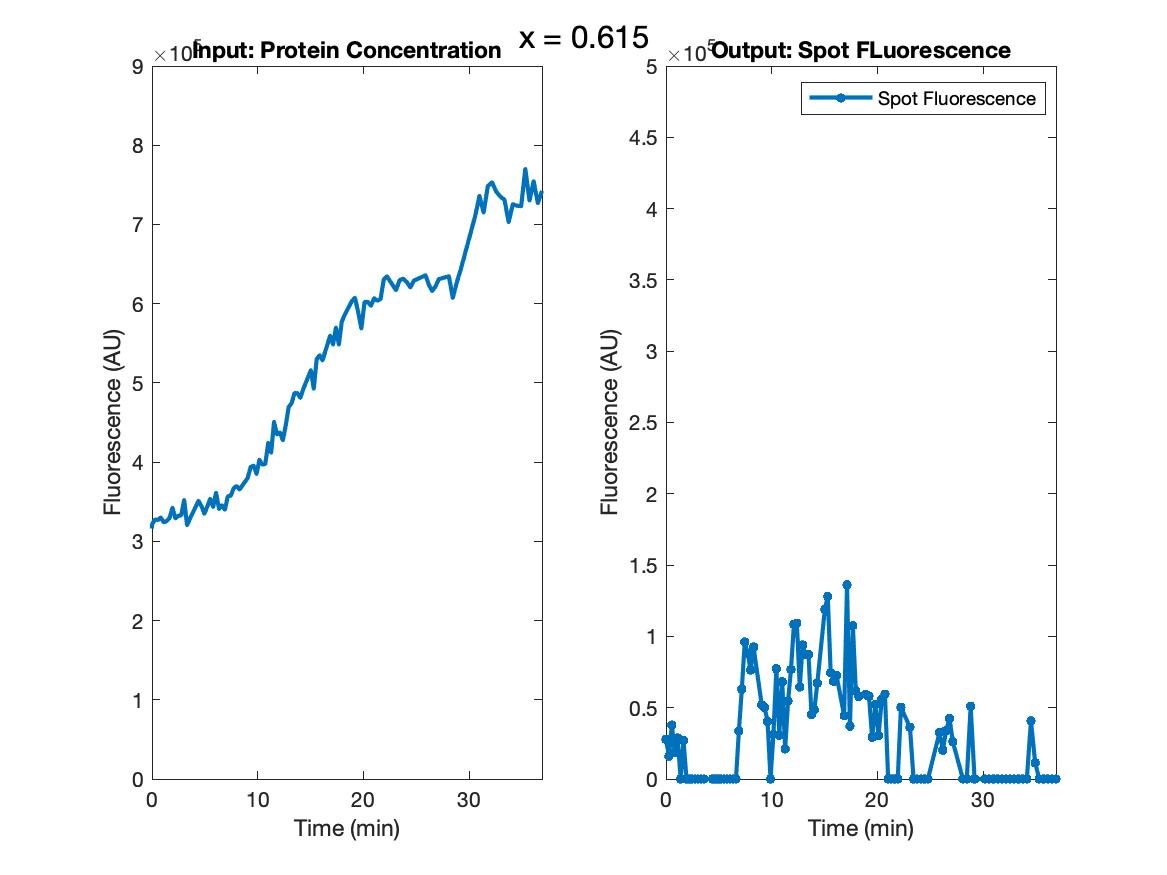 x = 0.615
×10⁵
Input: Protein Concentration
9
8
7
6
5
4
3
2
1
0
0 10 20 30
Fluorescence (AU)
Time (min)
×10⁵
Output: Spot FLuorescence
Spot Fluorescence
5
4.5
4
3.5
3
2.5
2
1.5
1
0.5
0
0 10 20 30
Fluorescence (AU)
Time (min)